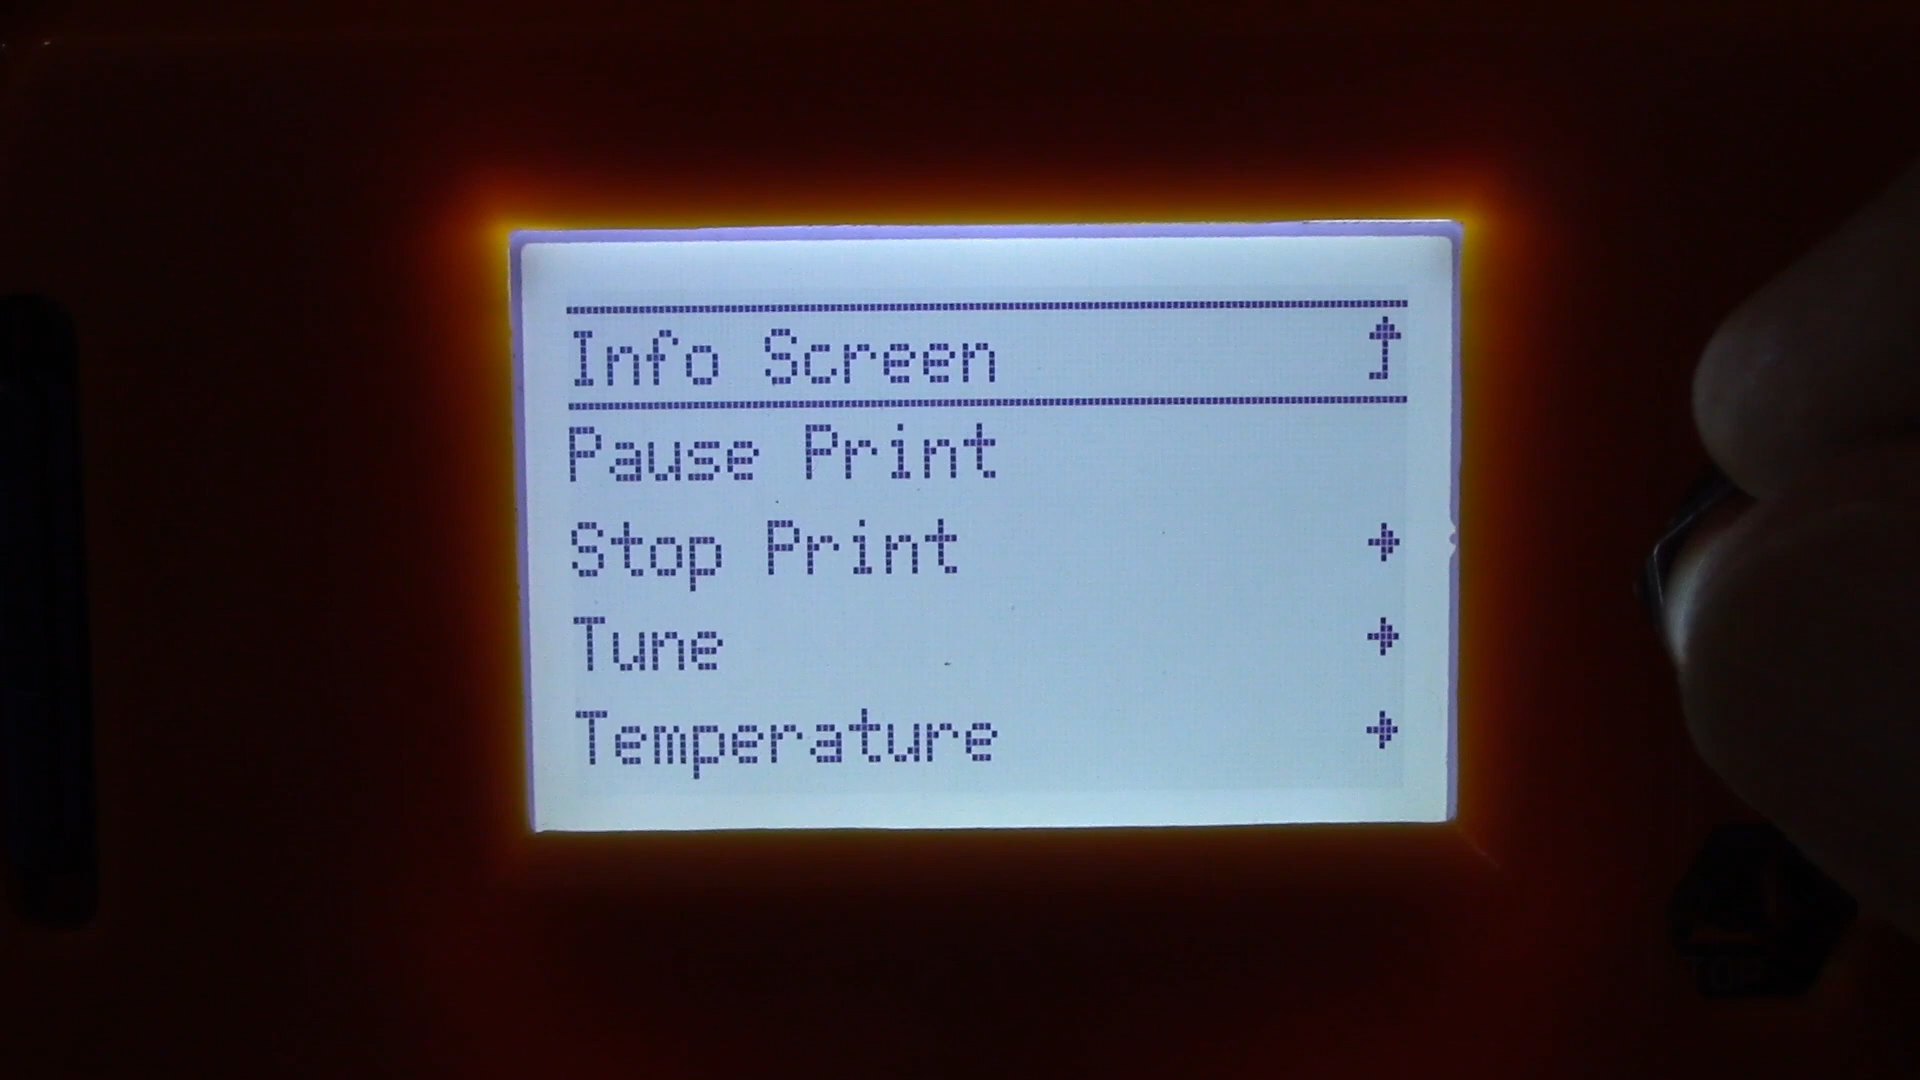 Info Screen
Pause Print
Stop Print
Tune
Temperature